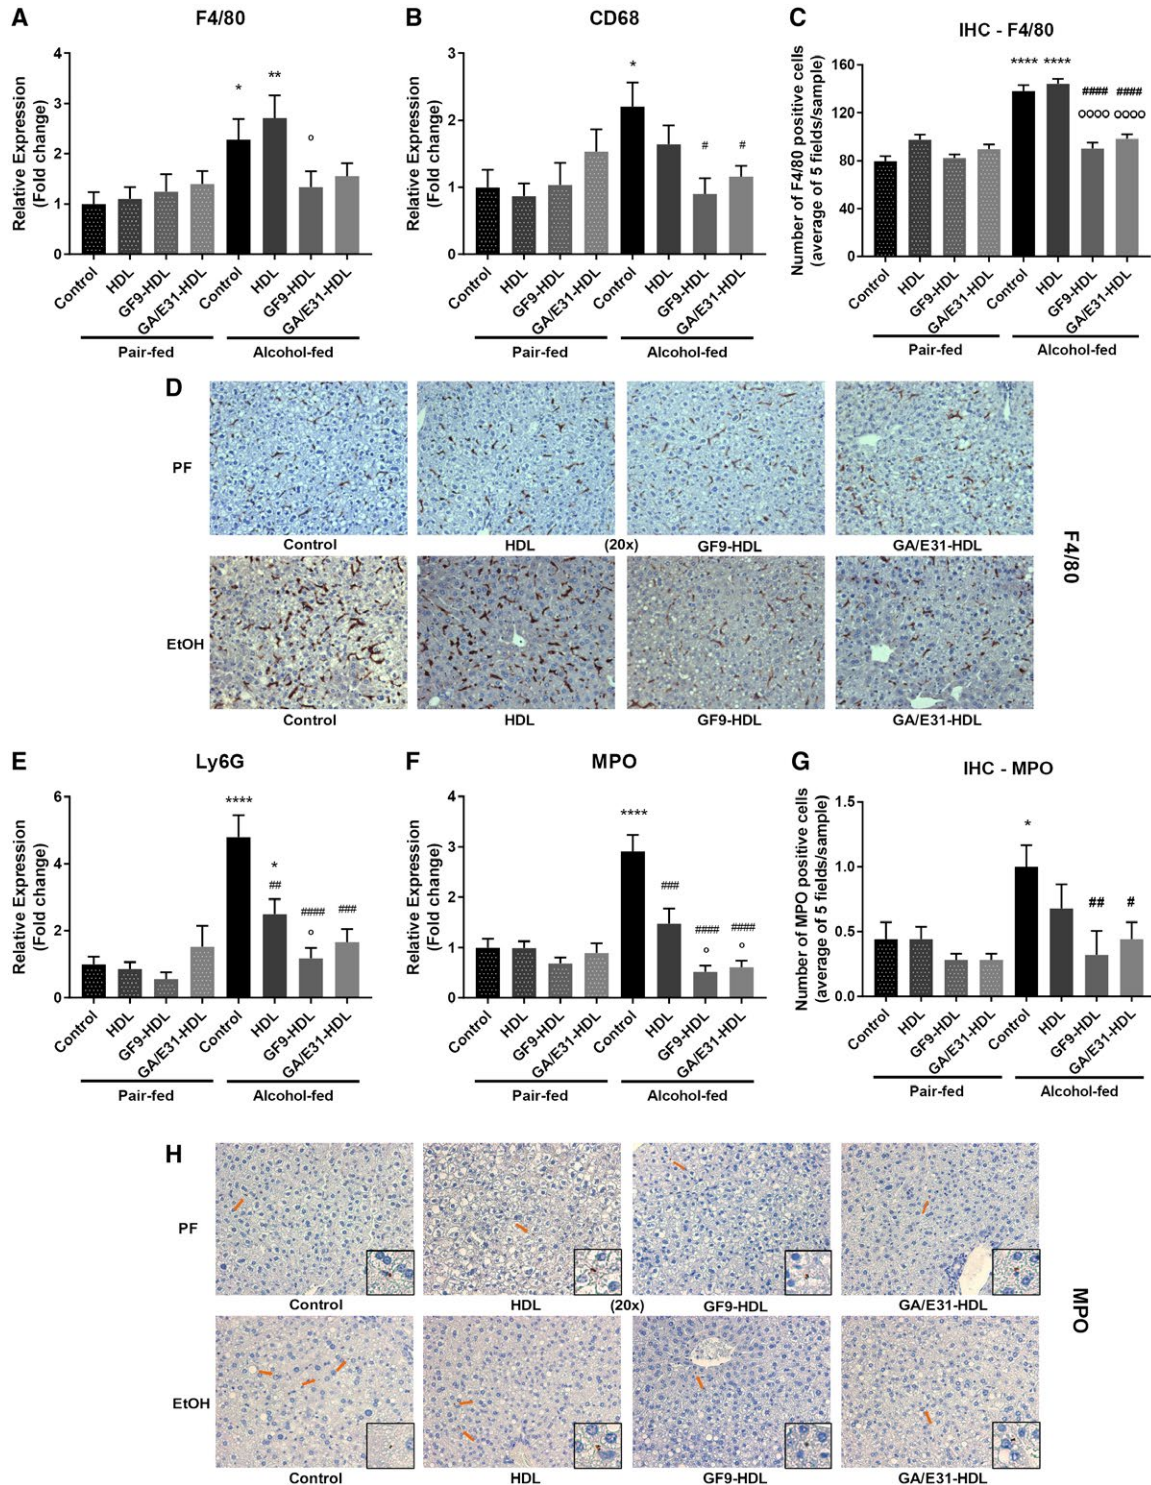 A
F4/80
Relative Expression
(Fold change)
4
3
2
1
0
*
**
o
Control
HDL
GF9-HDL
GA/E31-HDL
Control
HDL
GF9-HDL
GA/E31-HDL
Pair-fed
Alcohol-fed
B
CD68
Relative Expression
(Fold change)
3
2
1
0
*
#
#
Control
HDL
GF9-HDL
GA/E31-HDL
Control
HDL
GF9-HDL
GA/E31-HDL
Pair-fed
Alcohol-fed
C
IHC - F4/80
Number of F4/80 positive cells
(average of 5 fields/sample)
160
120
80
40
0
**** ****
#### ####
oooo oooo
Control
HDL
GF9-HDL
GA/E31-HDL
Control
HDL
GF9-HDL
GA/E31-HDL
Pair-fed
Alcohol-fed
D
PF
Control
HDL
(20x)
GF9-HDL
GA/E31-HDL
F4/80
EtOH
Control
HDL
GF9-HDL
GA/E31-HDL
E
Ly6G
Relative Expression
(Fold change)
6
4
2
0
****
*
##
####
o
###
Control
HDL
GF9-HDL
GA/E31-HDL
Control
HDL
GF9-HDL
GA/E31-HDL
Pair-fed
Alcohol-fed
F
MPO
Relative Expression
(Fold change)
4
3
2
1
0
****
###
####
o
####
o
Control
HDL
GF9-HDL
GA/E31-HDL
Control
HDL
GF9-HDL
GA/E31-HDL
Pair-fed
Alcohol-fed
G
IHC - MPO
Number of MPO positive cells
(average of 5 fields/sample)
1.5
1.0
0.5
0.0
*
##
#
Control
HDL
GF9-HDL
GA/E31-HDL
Control
HDL
GF9-HDL
GA/E31-HDL
Pair-fed
Alcohol-fed
H
PF
Control
HDL
(20x)
GF9-HDL
GA/E31-HDL
MPO
EtOH
Control
HDL
GF9-HDL
GA/E31-HDL